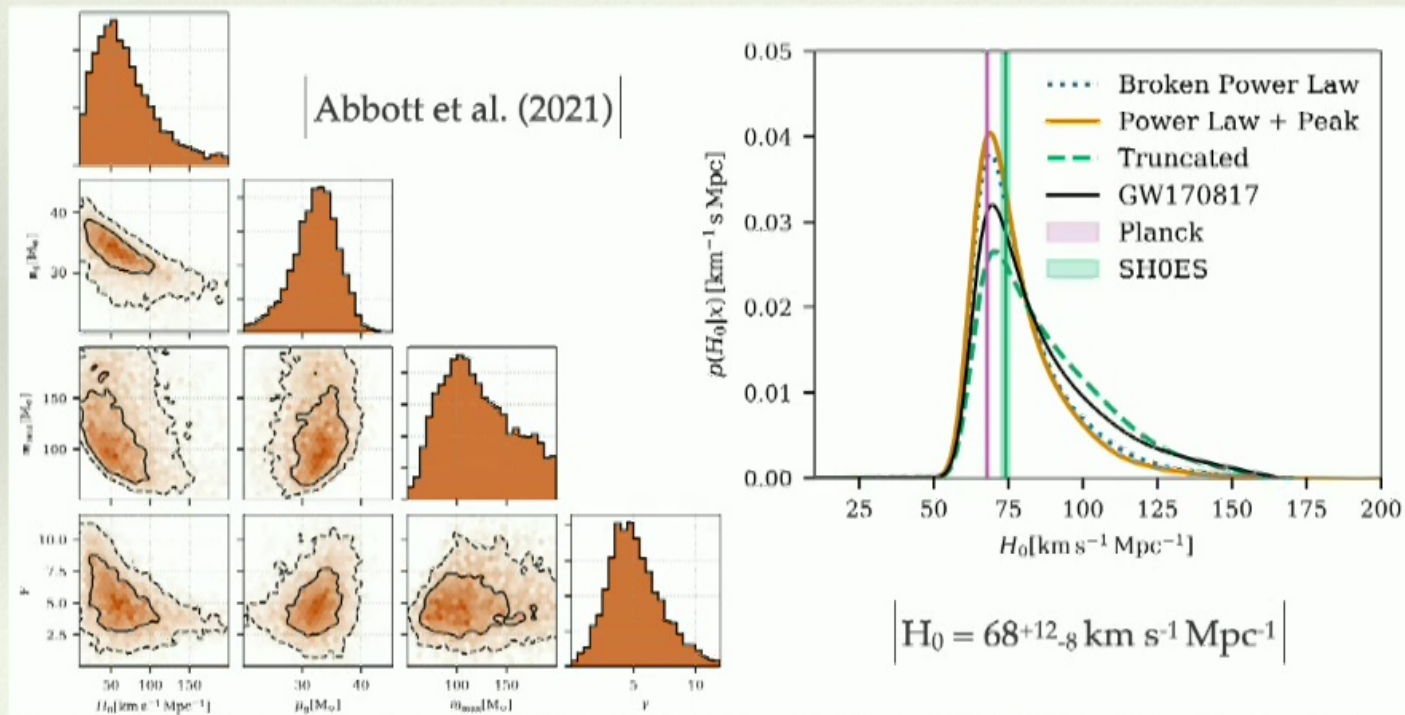 Abbott et al. (2021)
40
30
μg[M⊙]
150
100
mmax[M⊙]
10.0
7.5
5.0
2.5
γ
50 100 150
H0[km s−1 Mpc−1]
30 40
μg[M⊙]
100 150
mmax[M⊙]
5 10
γ
0.05
0.04
0.03
0.02
0.01
0.00
p(H0|x) [km−1 s Mpc]
Broken Power Law
Power Law + Peak
Truncated
GW170817
Planck
SH0ES
25 50 75 100 125 150 175 200
H0[km s−1 Mpc−1]
H0 = 68+12-8 km s-1 Mpc-1